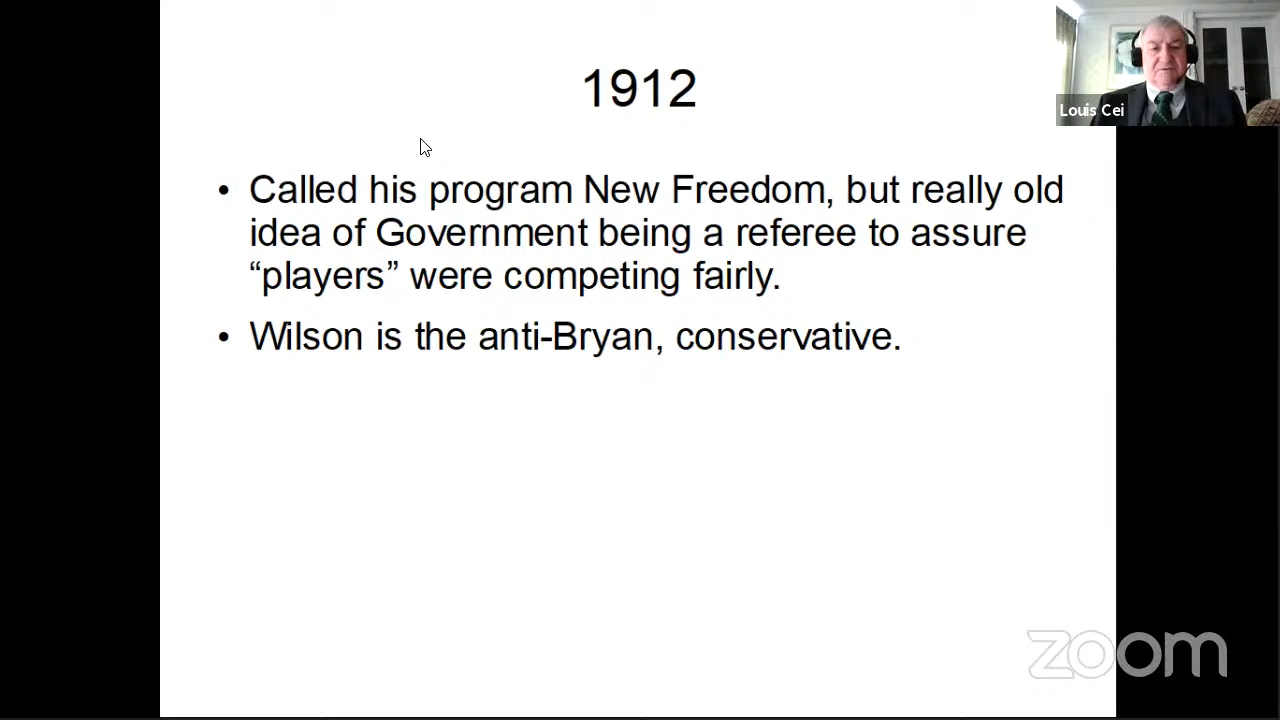 1912
Louis Cei
• Called his program New Freedom, but really old
idea of Government being a referee to assure
“players” were competing fairly.
• Wilson is the anti-Bryan, conservative.
zoom